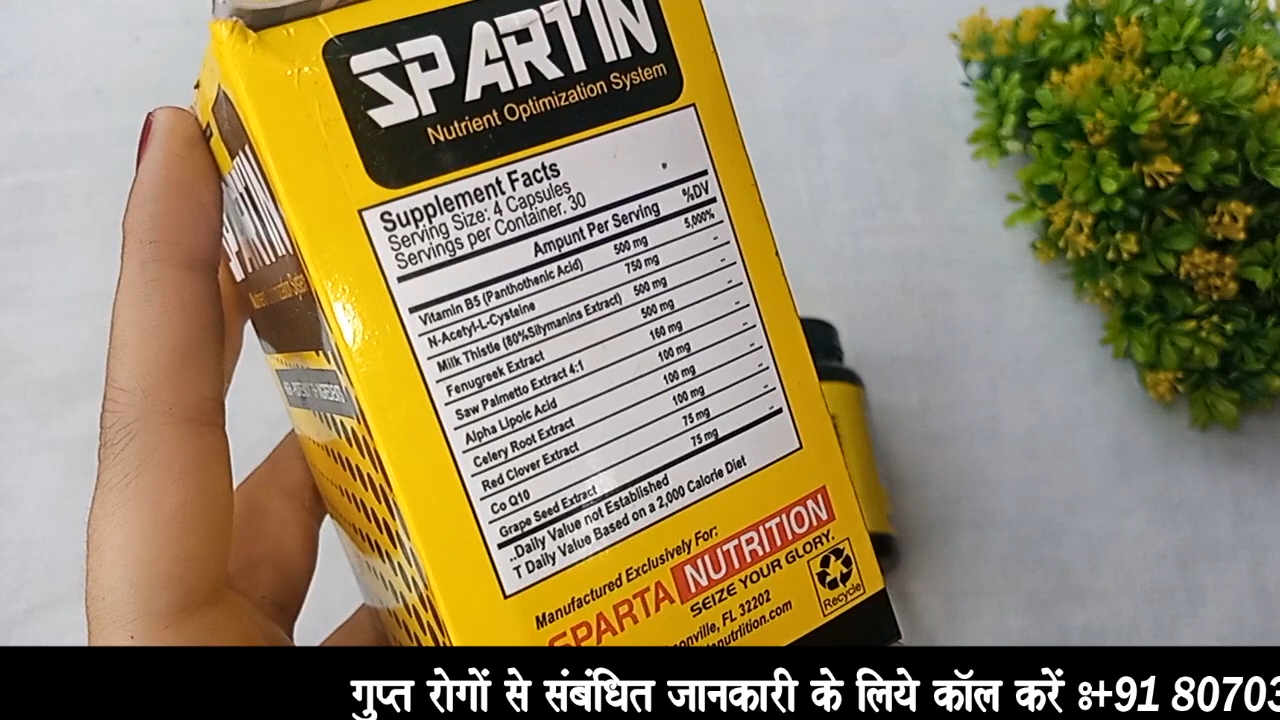 SPARTIN
Nutrient Optimization System
Supplement Facts
Serving Size: 4 Capsules
Servings per Container. 30
Ampunt Per Serving %DV
Vitamin B5 (Panthothenic Acid) 500 mg 5,000%
N-Acetyl-L-Cysteine 750 mg --
Milk Thistle (80%Silymanins Extract) 500 mg --
Fenugreek Extract 500 mg --
Saw Palmetto Extract 4:1 160 mg --
Alpha Lipoic Acid 100 mg --
Celery Root Extract 100 mg --
Red Clover Extract 100 mg --
Co Q10 75 mg --
Grape Seed Extract 75 mg --
..Daily Value not Established
T Daily Value Based on a 2,000 Calorie Diet
Manufactured Exclusively For:
SPARTA NUTRITION
SEIZE YOUR GLORY.
onville, FL 32202
Recycle
SPARTIN
गुप्त रोगों से संबंधित जानकारी के लिये कॉल करें ः+91 80703